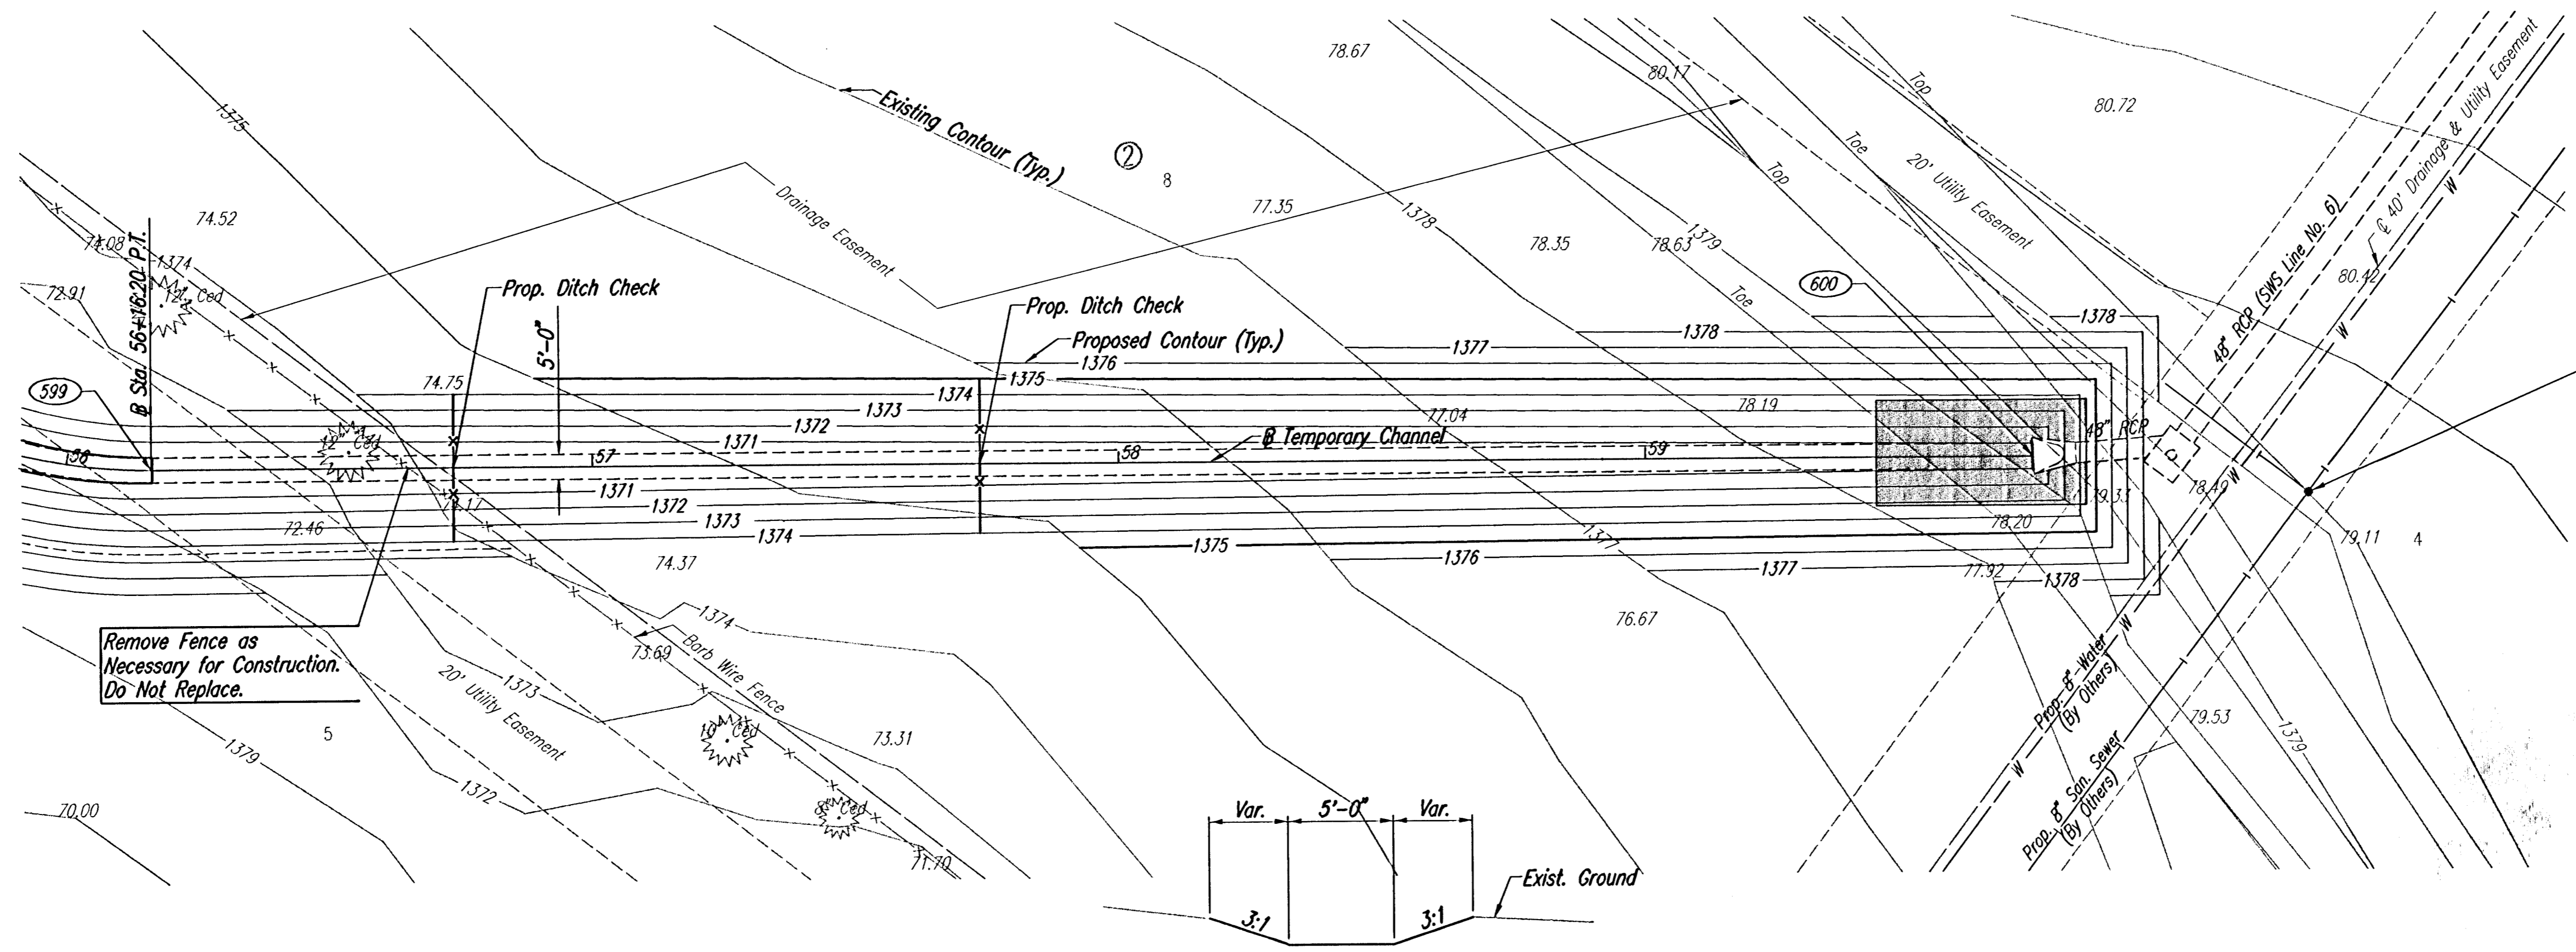 78.67
80.17
Top
80.72
1375
Existing Contour (Typ.)
2
8
Toe
Top
20' Utility Easement
℄ 40' Drainage & Utility Easement
W
74.52
74.08
1374
Drainage Easement
77.35
1378
78.35
78.63
1379
48" RCP (SWS Line No. 6)
80.42
W
72.91
12" Ced
Sta. 56+16.20 P.T.
Prop. Ditch Check
Prop. Ditch Check
5'-0"
Toe
600
1378
1378
1377
Proposed Contour (Typ.)
1376
1375
74.75
1374
599
1373
1372
1371
77.04
78.19
12" Ced
Temporary Channel
48" RCP
56
57
58
59
W
1371
1372
1373
1374
1375
1376
1377
1378
72.46
74.37
1377
78.20
79.33
78.49
79.11
4
77.92
76.67
Remove Fence as
Necessary for Construction.
Do Not Replace.
1374
Barb Wire Fence
73.69
1373
20' Utility Easement
5
1379
10" Ced
73.31
1372
8" Ced
71.70
70.00
W
Prop. 8" Water
(By Others)
W
Prop. 8" San. Sewer
(By Others)
79.53
1379
Var.
5'-0"
Var.
Exist. Ground
3:1
3:1